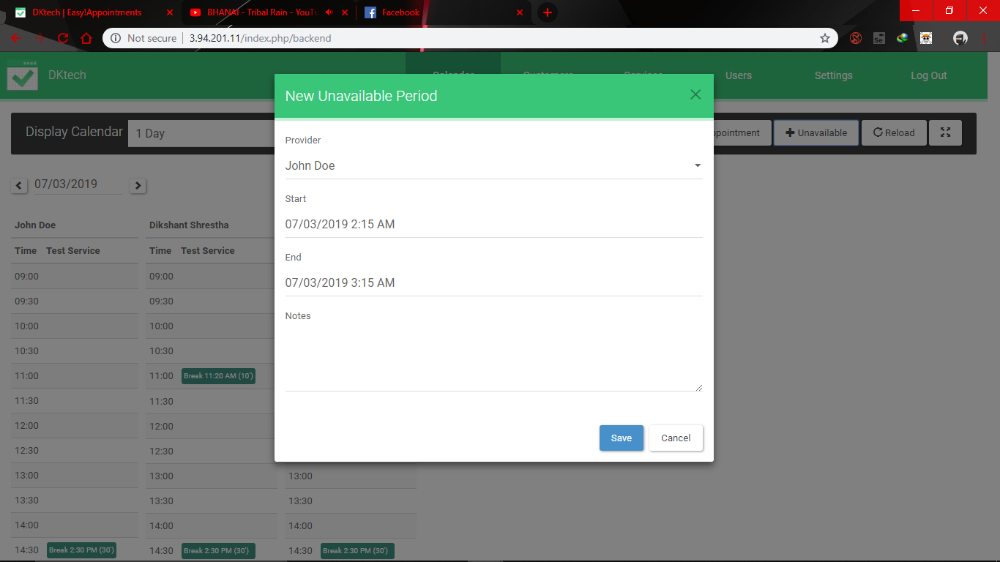 DKtech | Easy!Appointments
BHANAI - Tribal Rain - YouTu
Facebook
Not secure
3.94.201.11/index.php/backend
Se
DKtech
Calendar
Customers
Services
Users
Settings
Log Out
New Unavailable Period
Display Calendar
1 Day
ppointment
Unavailable
Reload
Provider
John Doe
07/03/2019
Start
07/03/2019 2:15 AM
End
07/03/2019 3:15 AM
Notes
Save
Cancel
John Doe
Dikshant Shrestha
Time Test Service
Time Test Service
09:00
09:00
09:30
09:30
10:00
10:00
10:30
10:30
11:00
11:00 Break 11:20 AM (10')
11:30
11:30
12:00
12:00
12:30
12:30
13:00
13:00
13:00
13:30
13:30
13:30
14:00
14:00
14:00
14:30 Break 2:30 PM (30')
14:30 Break 2:30 PM (30')
14:30 Break 2:30 PM (30')